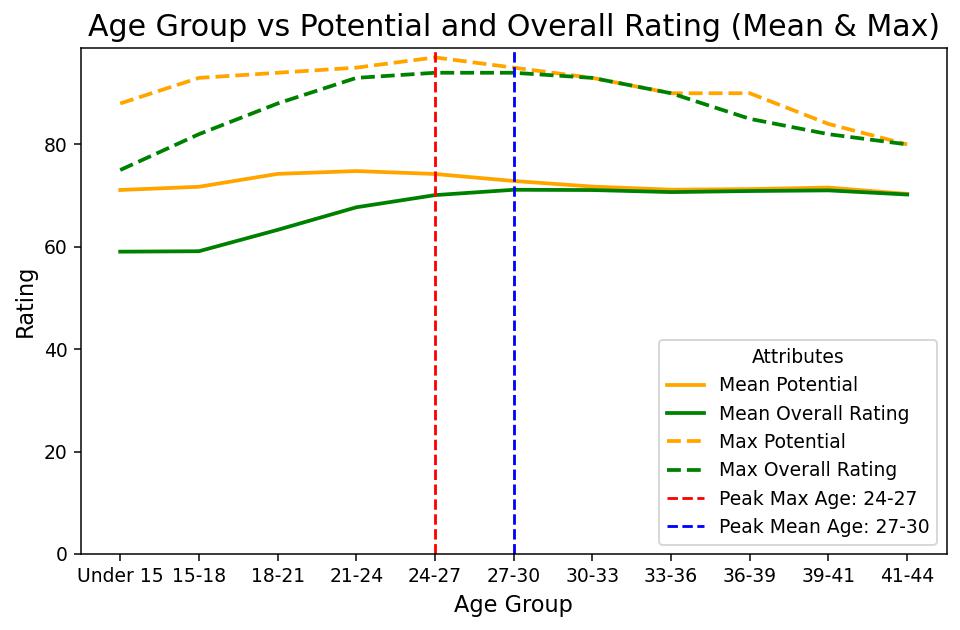 Age Group vs Potential and Overall Rating (Mean & Max)
80
60
40
20
0
Rating
Under 15 15-18 18-21 21-24 24-27 27-30 30-33 33-36 36-39 39-41 41-44
Age Group
Attributes
Mean Potential
Mean Overall Rating
Max Potential
Max Overall Rating
Peak Max Age: 24-27
Peak Mean Age: 27-30